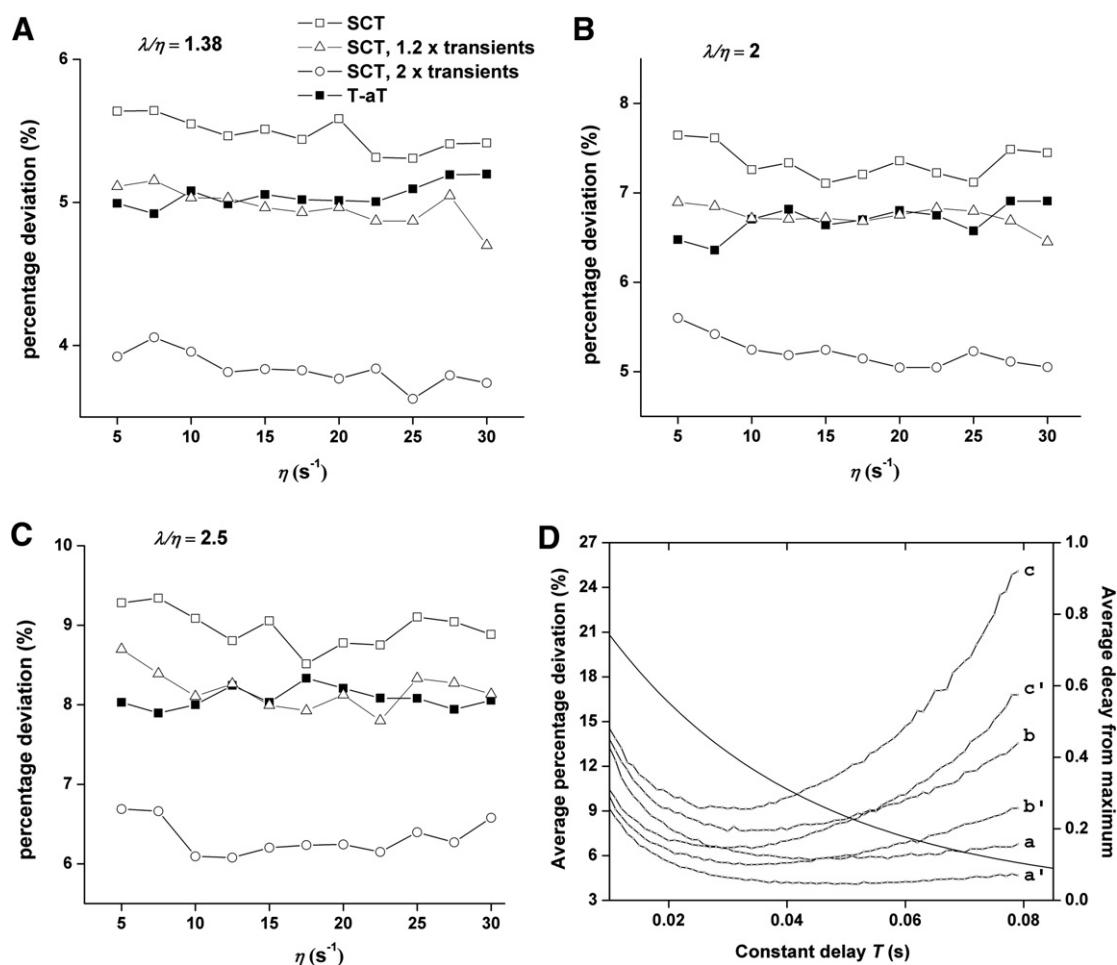 A
λ/η = 1.38
SCT
SCT, 1.2 x transients
SCT, 2 x transients
T-aT
percentage deviation (%)
6
5
4
5 10 15 20 25 30
η (s⁻¹)
B
λ/η = 2
percentage deviation (%)
8
7
6
5
5 10 15 20 25 30
η (s⁻¹)
C
λ/η = 2.5
percentage deviation (%)
10
9
8
7
6
5 10 15 20 25 30
η (s⁻¹)
D
Average percentage deivation (%)
27
24
21
18
15
12
9
6
3
c
c'
b
b'
a
a'
1.0
0.8
0.6
0.4
0.2
0.0
Average decay from maximum
0.02 0.04 0.06 0.08
Constant delay T (s)